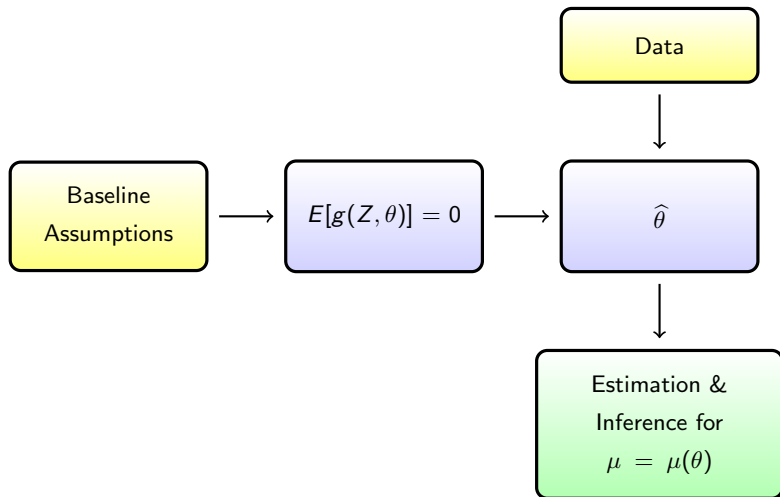 Data
Baseline
Assumptions
E[g(Z, θ)] = 0
θ̂
Estimation &
Inference for
μ = μ(θ)